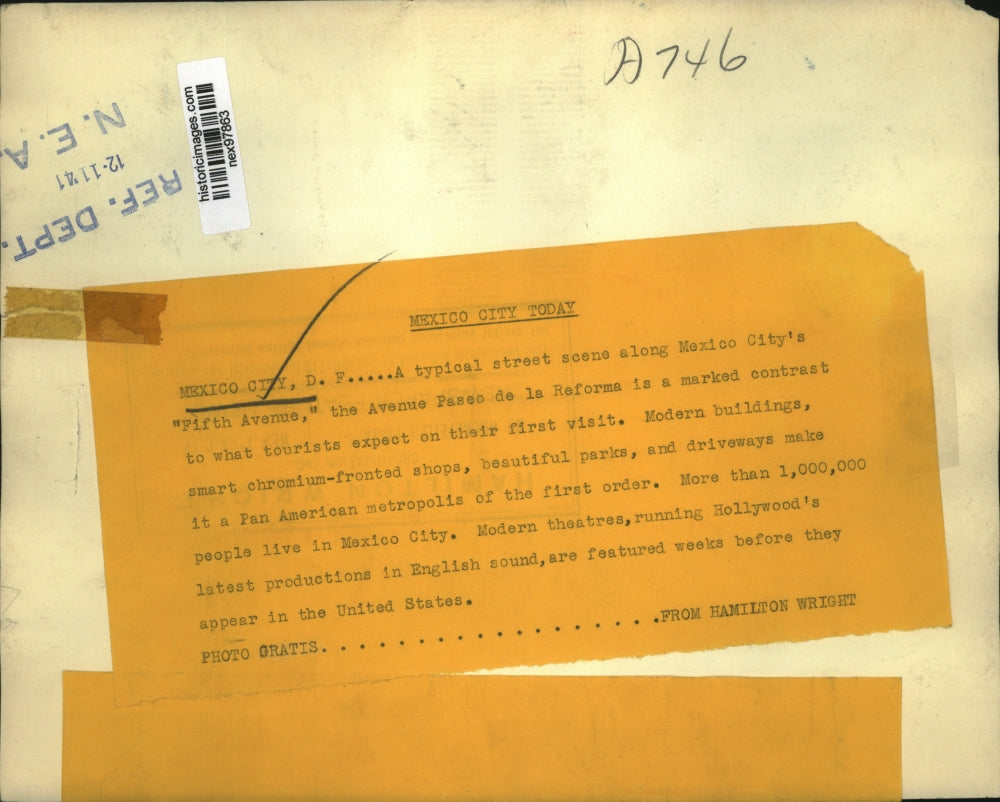 A746
historicimages.com
nex97863
N. E. A.
12-11'41
REF. DEPT.
MEXICO CITY TODAY
MEXICO CITY, D. F.....A typical street scene along Mexico City's
"Fifth Avenue," the Avenue Paseo de la Reforma is a marked contrast
to what tourists expect on their first visit. Modern buildings,
smart chromium-fronted shops, beautiful parks, and driveways make
it a Pan American metropolis of the first order. More than 1,000,000
people live in Mexico City. Modern theatres,running Hollywood's
latest productions in English sound,are featured weeks before they
appear in the United States.
PHOTO GRATIS. . . . . . . . . . . . . . . . . . .FROM HAMILTON WRIGHT